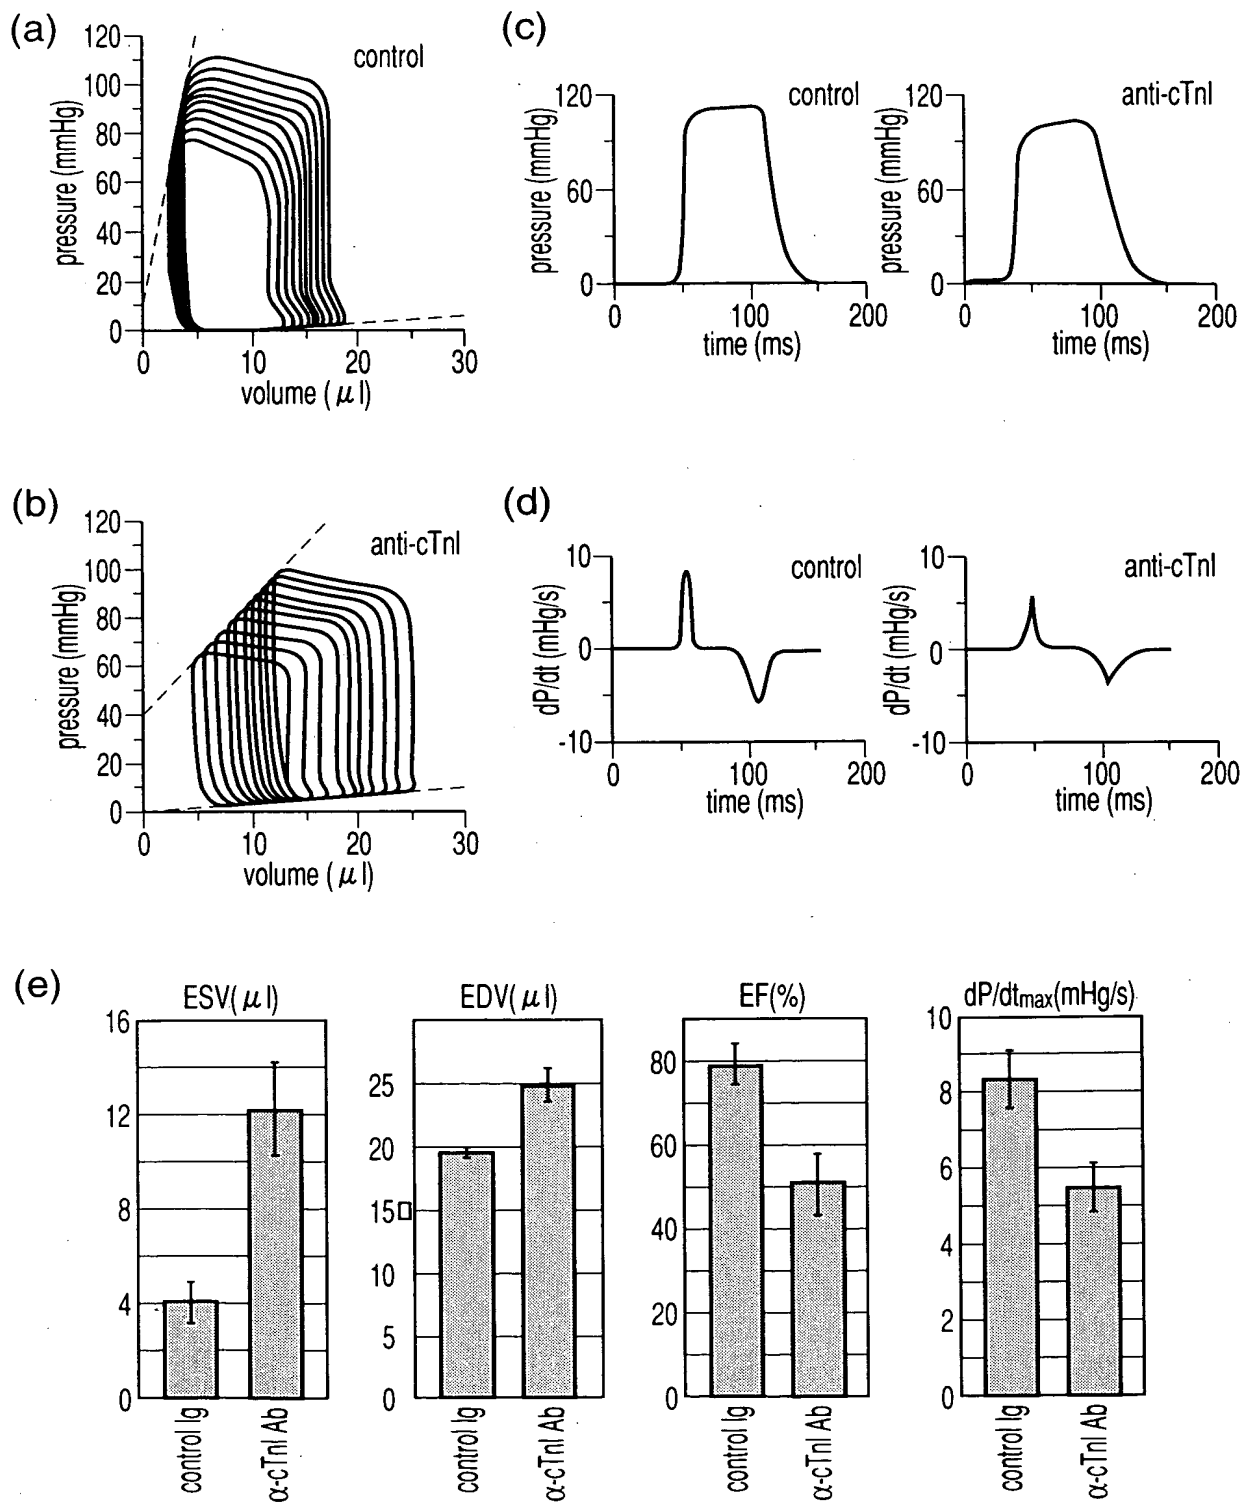 (a)
control
pressure (mmHg)
120
100
80
60
40
20
0
0 10 20 30
volume ( μ l)
(c)
control
pressure (mmHg)
120
60
0
0 100 200
time (ms)
anti-cTnI
pressure (mmHg)
120
60
0
0 100 200
time (ms)
(b)
anti-cTnI
pressure (mmHg)
120
100
80
60
40
20
0
0 10 20 30
volume ( μ l)
(d)
control
dP/dt (mHg/s)
10
0
-10
0 100 200
time (ms)
anti-cTnI
dP/dt (mHg/s)
10
0
-10
0 100 200
time (ms)
(e)
ESV( μ l)
16
12
8
4
0
control Ig
α-cTnI Ab
EDV( μ l)
25
20
15
10
5
0
control Ig
α-cTnI Ab
EF(%)
80
60
40
20
0
control Ig
α-cTnI Ab
dP/dtmax(mHg/s)
10
8
6
4
2
0
control Ig
α-cTnI Ab